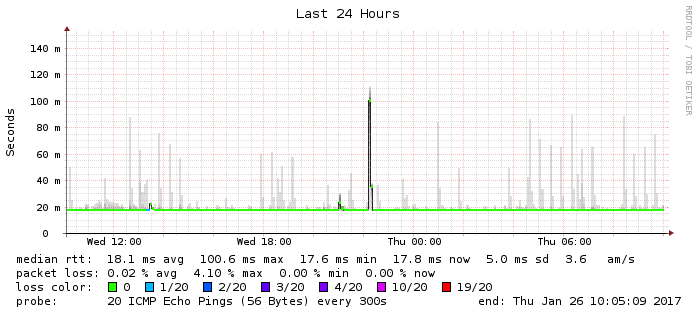 Last 24 Hours
RRDTOOL / TOBI OETIKER
Seconds
140 m
120 m
100 m
80 m
60 m
40 m
20 m
0
Wed 12:00 Wed 18:00 Thu 00:00 Thu 06:00
median rtt: 18.1 ms avg 100.6 ms max 17.6 ms min 17.8 ms now 5.0 ms sd 3.6 am/s
packet loss: 0.02 % avg 4.10 % max 0.00 % min 0.00 % now
loss color: 0 1/20 2/20 3/20 4/20 10/20 19/20
probe: 20 ICMP Echo Pings (56 Bytes) every 300s end: Thu Jan 26 10:05:09 2017